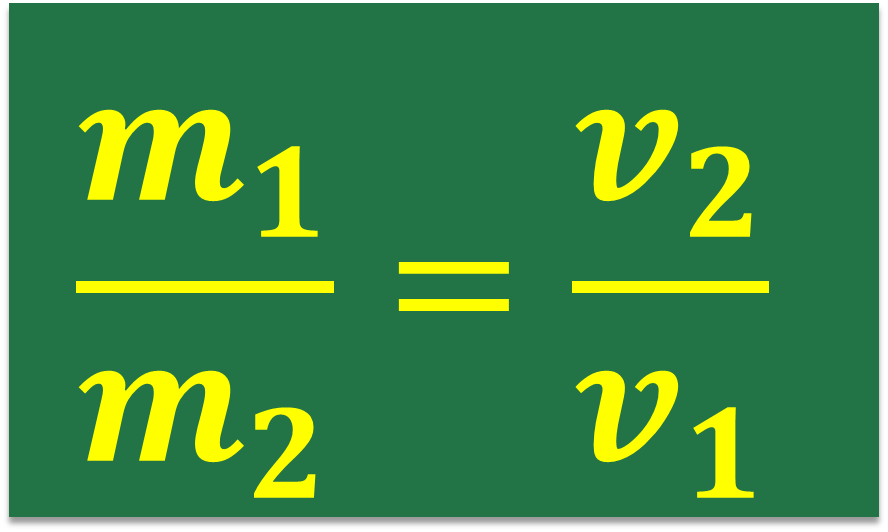 m₁/m₂ = v₂/v₁